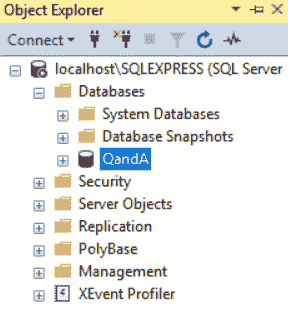 Object Explorer
Connect
localhost\SQLEXPRESS (SQL Server
Databases
System Databases
Database Snapshots
QandA
Security
Server Objects
Replication
PolyBase
Management
XEvent Profiler